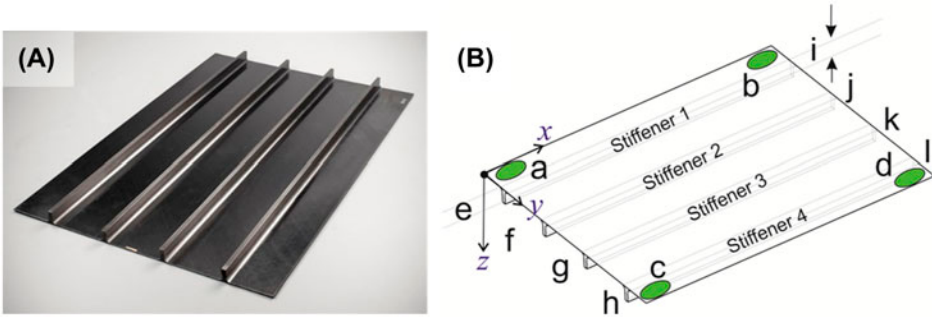 (A)
(B)
i
b
j
Stiffener 1
k
x
Stiffener 2
l
a
d
Stiffener 3
e
y
f
Stiffener 4
z
g
c
h